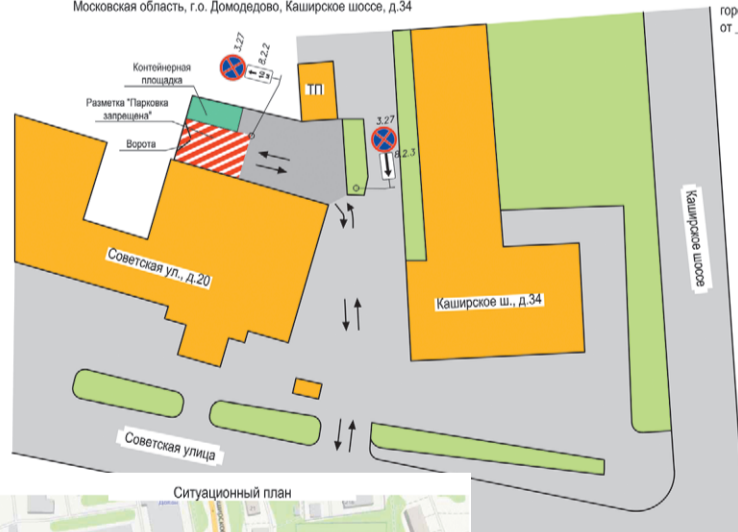 Московская область, г.о. Домодедово, Каширское шоссе, д.34
гор
от
3.27
8.2.2
Контейнерная
площадка
ТП
Разметка "Парковка
запрещена"
3.27
8.2.3
Ворота
Каширское шоссе
Советская ул., д.20
Каширское ш., д.34
Советская улица
Ситуационный план